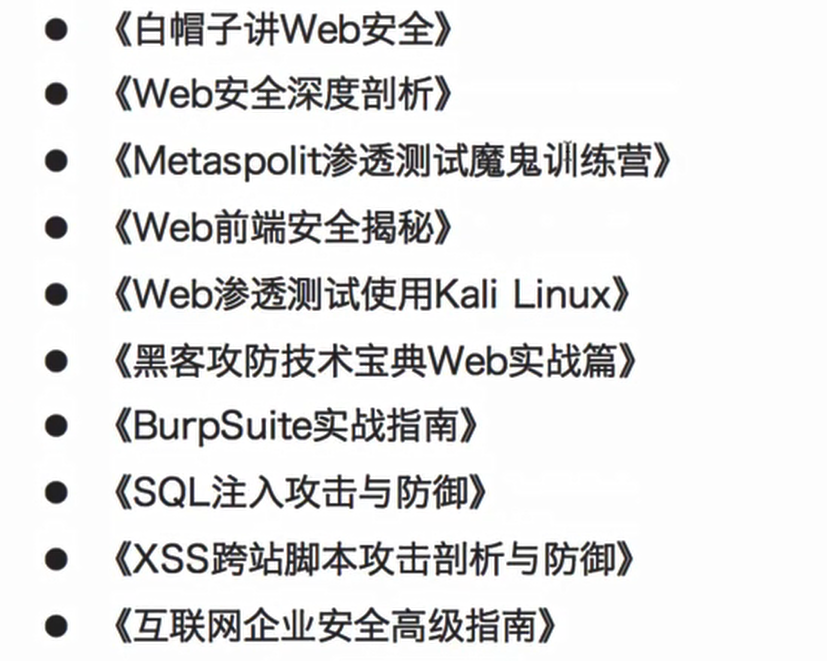 ● 《白帽子讲Web安全》
● 《Web安全深度剖析》
● 《Metaspolit渗透测试魔鬼训练营》
● 《Web前端安全揭秘》
● 《Web渗透测试使用Kali Linux》
● 《黑客攻防技术宝典Web实战篇》
● 《BurpSuite实战指南》
● 《SQL注入攻击与防御》
● 《XSS跨站脚本攻击剖析与防御》
● 《互联网企业安全高级指南》